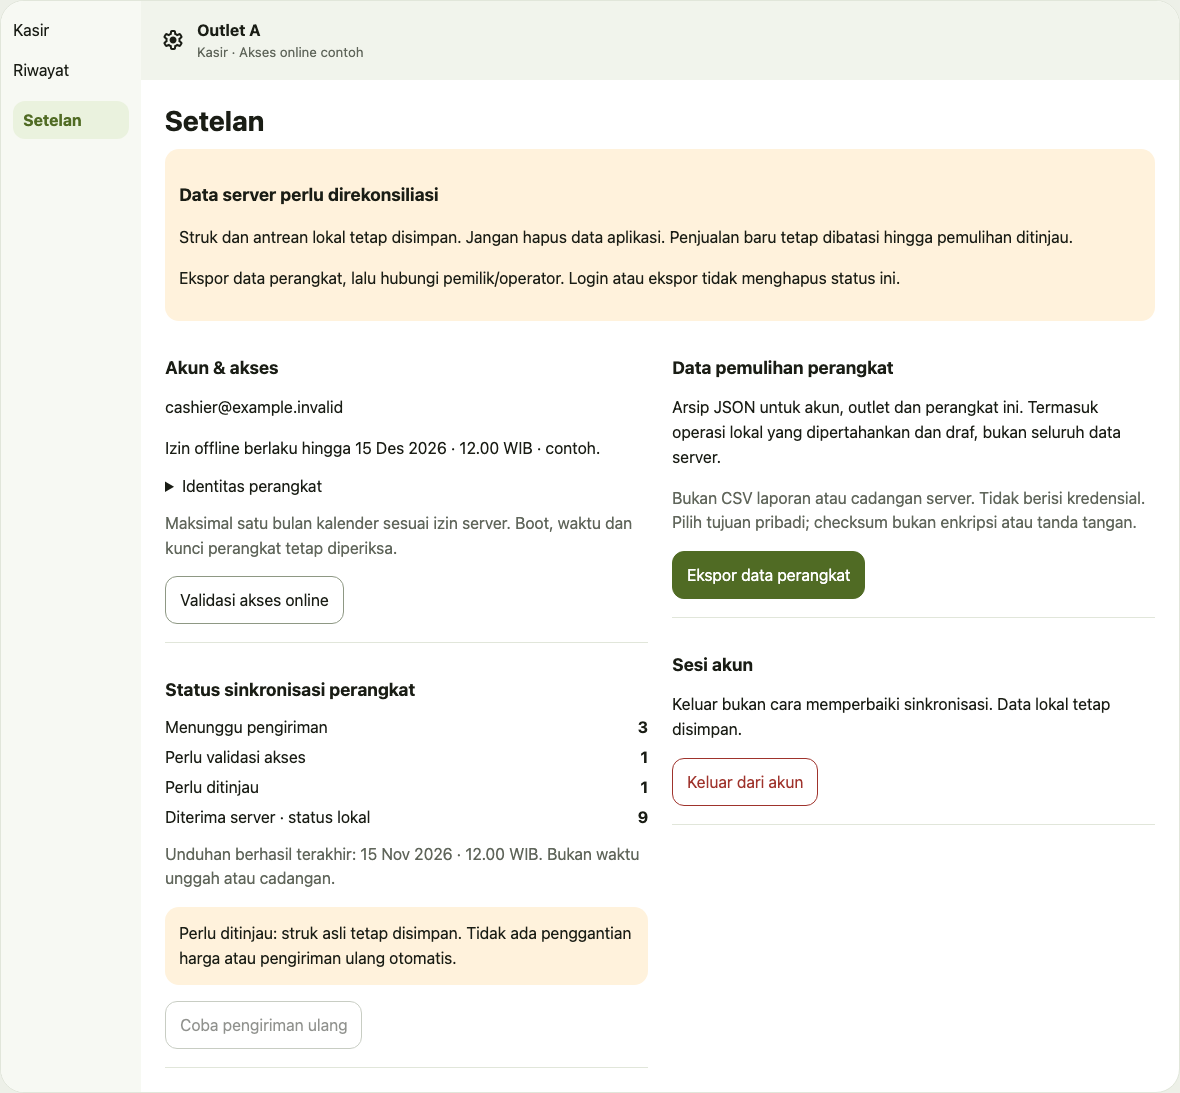 Kasir
Riwayat
Setelan
Outlet A
Kasir · Akses online contoh
Setelan
Data server perlu direkonsiliasi
Struk dan antrean lokal tetap disimpan. Jangan hapus data aplikasi. Penjualan baru tetap dibatasi hingga pemulihan ditinjau.
Ekspor data perangkat, lalu hubungi pemilik/operator. Login atau ekspor tidak menghapus status ini.
Akun & akses
cashier@example.invalid
Izin offline berlaku hingga 15 Des 2026 · 12.00 WIB · contoh.
Identitas perangkat
Maksimal satu bulan kalender sesuai izin server. Boot, waktu dan
kunci perangkat tetap diperiksa.
Validasi akses online
Status sinkronisasi perangkat
Menunggu pengiriman 3
Perlu validasi akses 1
Perlu ditinjau 1
Diterima server · status lokal 9
Unduhan berhasil terakhir: 15 Nov 2026 · 12.00 WIB. Bukan waktu
unggah atau cadangan.
Perlu ditinjau: struk asli tetap disimpan. Tidak ada penggantian
harga atau pengiriman ulang otomatis.
Coba pengiriman ulang
Data pemulihan perangkat
Arsip JSON untuk akun, outlet dan perangkat ini. Termasuk
operasi lokal yang dipertahankan dan draf, bukan seluruh data
server.
Bukan CSV laporan atau cadangan server. Tidak berisi kredensial.
Pilih tujuan pribadi; checksum bukan enkripsi atau tanda tangan.
Ekspor data perangkat
Sesi akun
Keluar bukan cara memperbaiki sinkronisasi. Data lokal tetap
disimpan.
Keluar dari akun